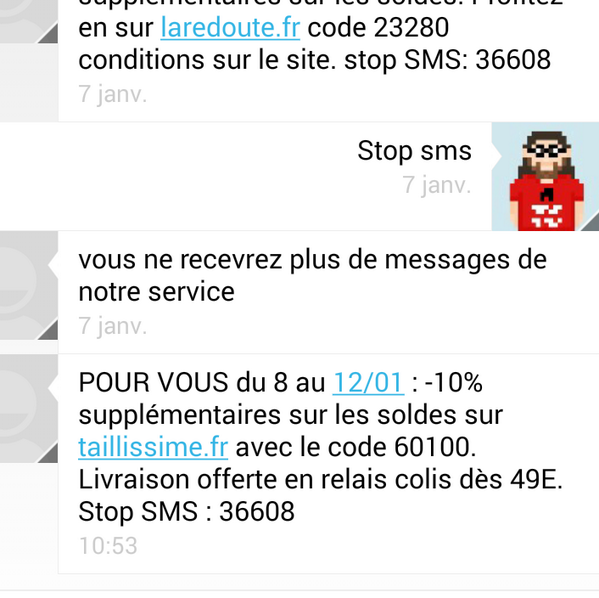 en sur laredoute.fr code 23280
conditions sur le site. stop SMS: 36608
7 janv.
Stop sms
7 janv.
vous ne recevrez plus de messages de
notre service
7 janv.
POUR VOUS du 8 au 12/01 : -10%
supplémentaires sur les soldes sur
taillissime.fr avec le code 60100.
Livraison offerte en relais colis dès 49E.
Stop SMS : 36608
10:53